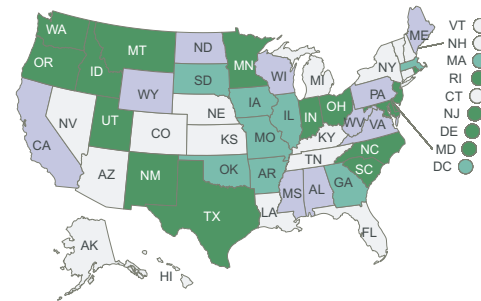 WA
OR
ID
MT
ND
MN
SD
WY
WI
MI
ME
VT
NH
MA
RI
CT
NJ
DE
MD
DC
NY
PA
OH
IN
IL
IA
NE
NV
UT
CO
CA
AZ
NM
KS
MO
KY
WV
VA
NC
TN
SC
OK
AR
TX
LA
MS
AL
GA
FL
AK
HI